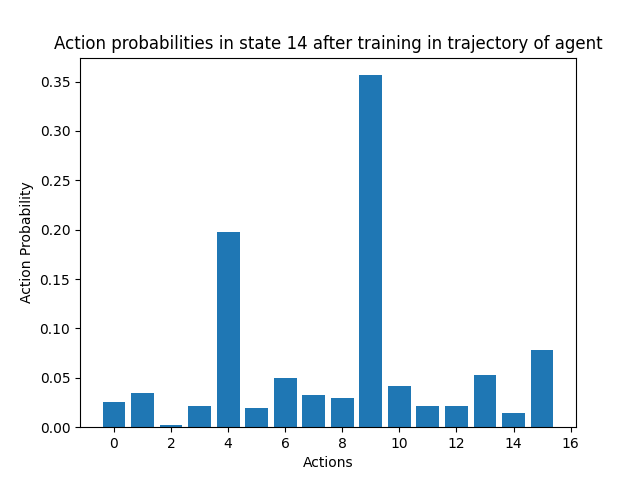 Action probabilities in state 14 after training in trajectory of agent
0.35
0.30
0.25
0.20
0.15
0.10
0.05
0.00
Action Probability
0 2 4 6 8 10 12 14 16
Actions